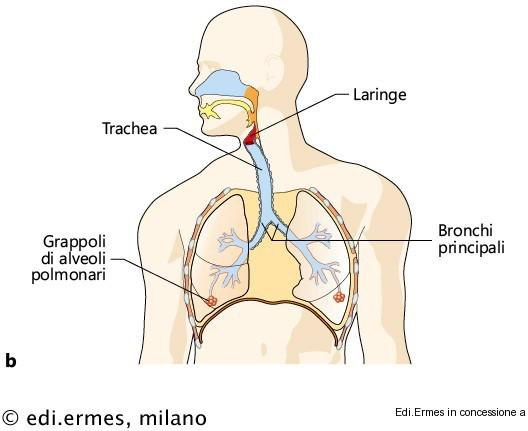 Laringe
Trachea
Grappoli
di alveoli
polmonari
Bronchi
principali
b
© edi.ermes, milano
Edi.Ermes in concessione a